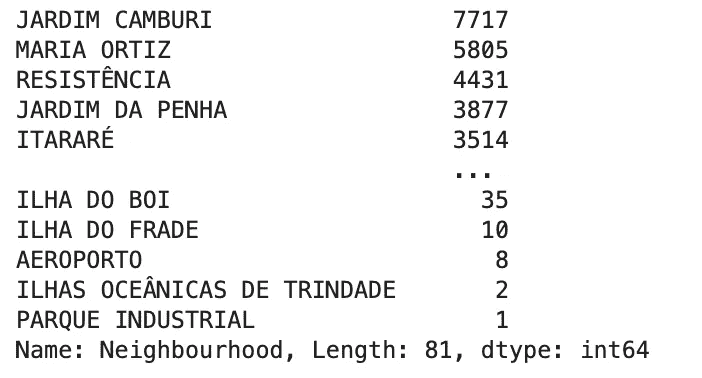 JARDIM CAMBURI 7717
MARIA ORTIZ 5805
RESISTÊNCIA 4431
JARDIM DA PENHA 3877
ITARARÉ 3514
...
ILHA DO BOI 35
ILHA DO FRADE 10
AEROPORTO 8
ILHAS OCEÂNICAS DE TRINDADE 2
PARQUE INDUSTRIAL 1
Name: Neighbourhood, Length: 81, dtype: int64